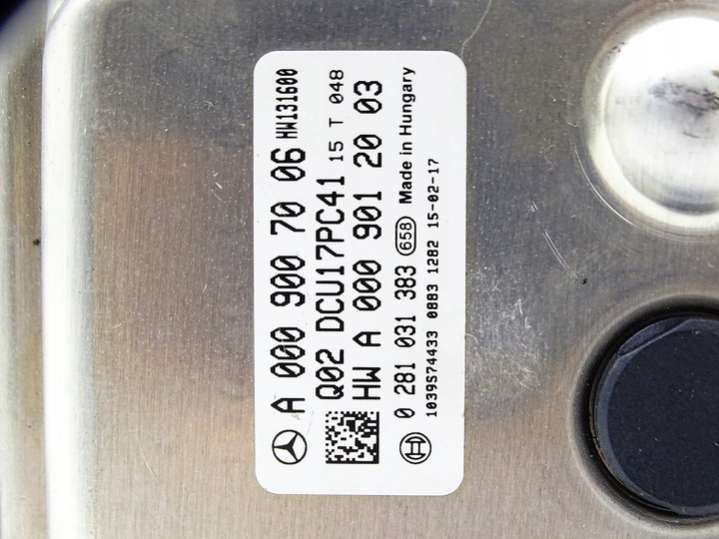 A 000 900 70 06 HW131600
Q02 DCU17PC41 15 T 048
HW A 000 901 20 03
0 281 031 383 658 Made in Hungary
1039S74433 0883 1282 15-02-17